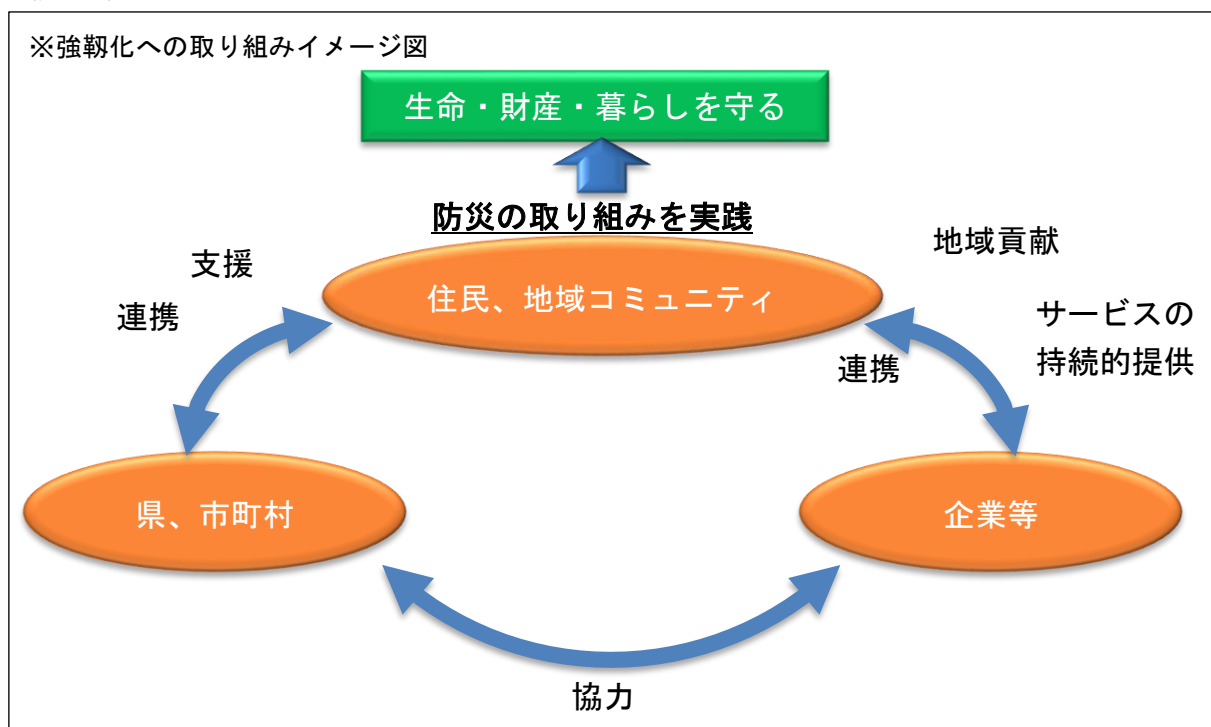 ※強靱化への取り組みイメージ図
生命・財産・暮らしを守る
防災の取り組みを実践
地域貢献
支援
住民、地域コミュニティ
連携
サービスの
持続的提供
連携
県、市町村
企業等
協力